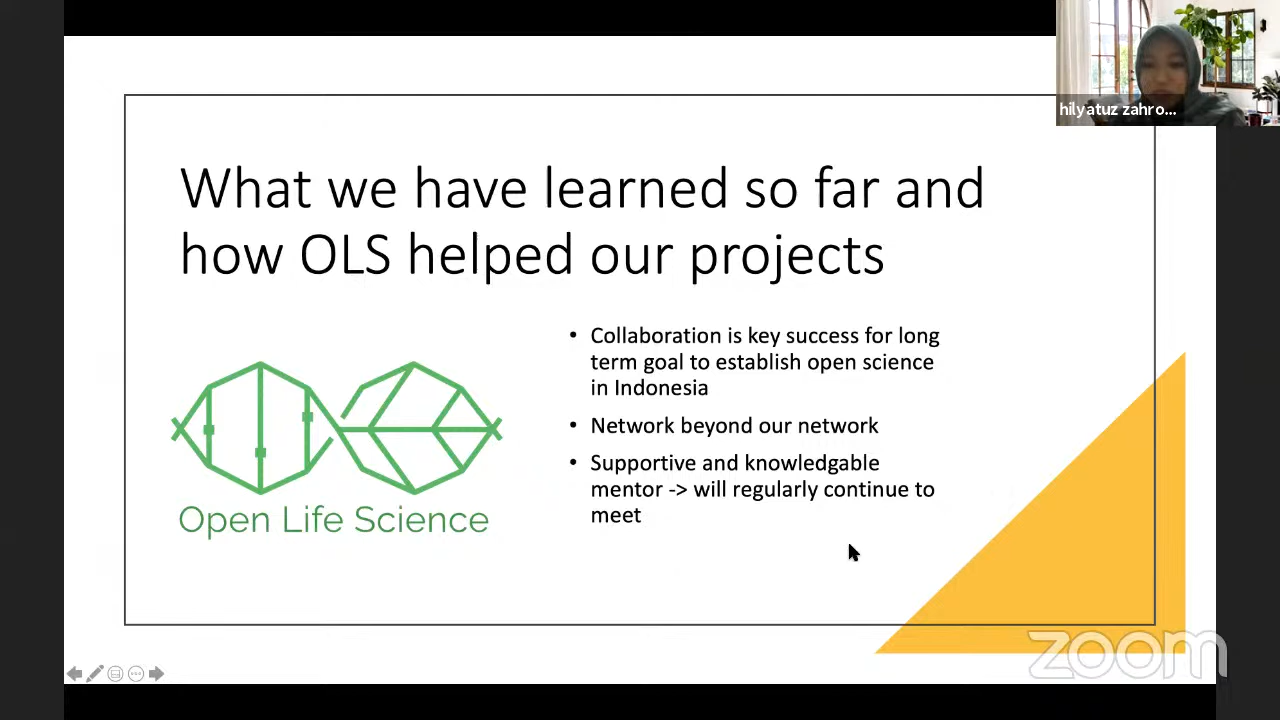 hilyatuz zahro...
What we have learned so far and
how OLS helped our projects
• Collaboration is key success for long
term goal to establish open science
in Indonesia
• Network beyond our network
• Supportive and knowledgable
mentor -> will regularly continue to
meet
Open Life Science
zoom